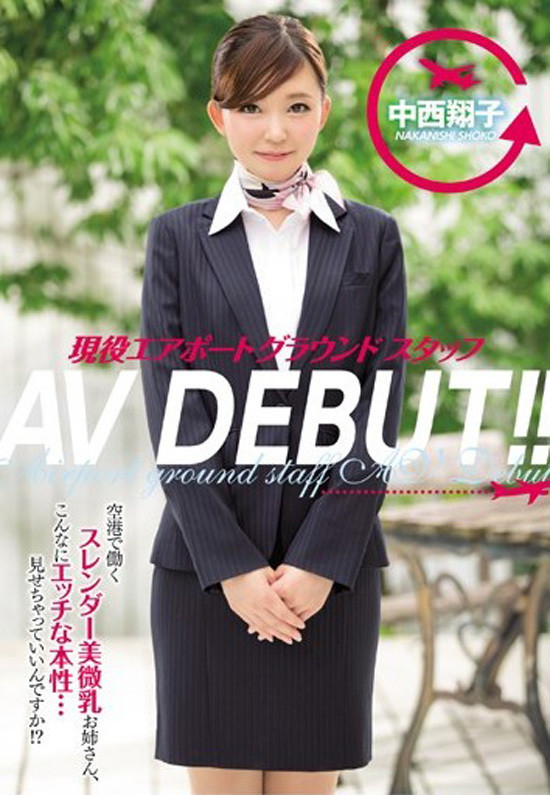 中西翔子
NAKANISHI SHOKO
現役エアポートグラウンドスタッフ
AV DEBUT!!
Airport ground staff AV Debut
空港で働く
スレンダー美微乳お姉さん、
こんなにエッチな本性…
見せちゃっていいんですか!?